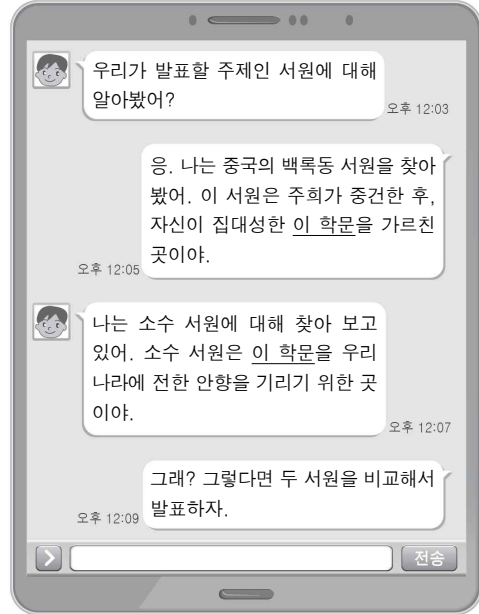 우리가 발표할 주제인 서원에 대해
알아봤어?
오후 12:03
응. 나는 중국의 백록동 서원을 찾아
봤어. 이 서원은 주희가 중건한 후,
자신이 집대성한 이 학문을 가르친
곳이야.
오후 12:05
나는 소수 서원에 대해 찾아 보고
있어. 소수 서원은 이 학문을 우리
나라에 전한 안향을 기리기 위한 곳
이야.
오후 12:07
그래? 그렇다면 두 서원을 비교해서
발표하자.
오후 12:09
전송